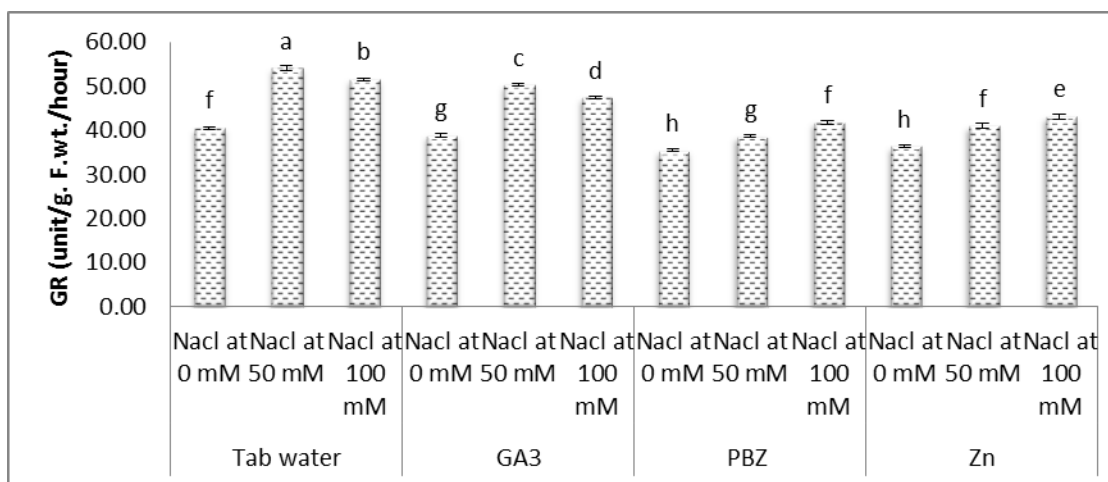 GR (unit/g. F.wt./hour)
60.00
50.00
40.00
30.00
20.00
10.00
0.00
f
a
b
g
c
d
h
g
f
h
f
e
Nacl at 0 mM
Nacl at 50 mM
Nacl at 100 mM
Nacl at 0 mM
Nacl at 50 mM
Nacl at 100 mM
Nacl at 0 mM
Nacl at 50 mM
Nacl at 100 mM
Nacl at 0 mM
Nacl at 50 mM
Nacl at 100 mM
Tab water
GA3
PBZ
Zn